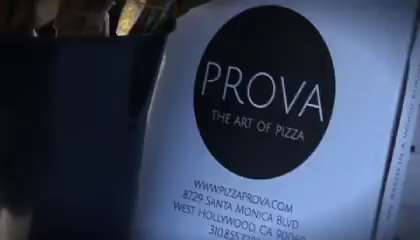 PROVA
THE ART OF PIZZA
WWW.PIZZAPROVA.COM
8729 SANTA MONICA BLVD
WEST HOLLYWOOD, CA